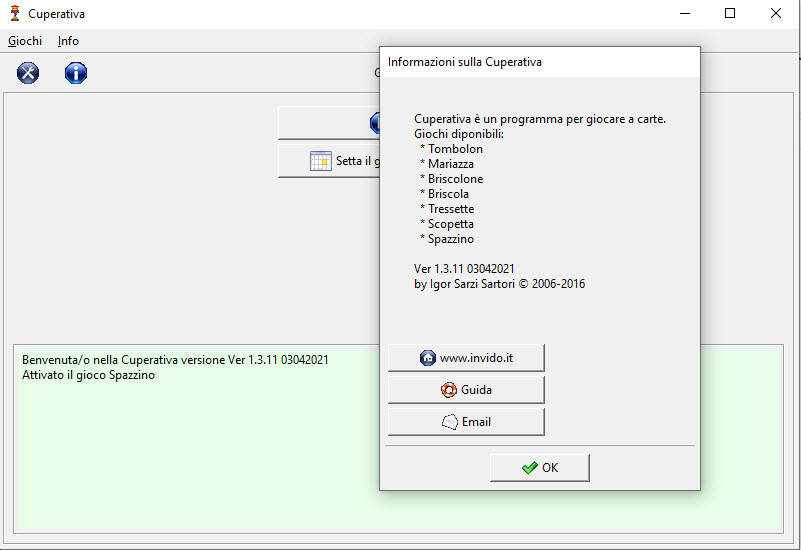 Cuperativa
Giochi Info
Informazioni sulla Cuperativa
Setta il g
Cuperativa è un programma per giocare a carte.
Giochi diponibili:
* Tombolon
* Mariazza
* Briscolone
* Briscola
* Tressette
* Scopetta
* Spazzino
Ver 1.3.11 03042021
by Igor Sarzi Sartori © 2006-2016
www.invido.it
Guida
Email
OK
Benvenuta/o nella Cuperativa versione Ver 1.3.11 03042021
Attivato il gioco Spazzino